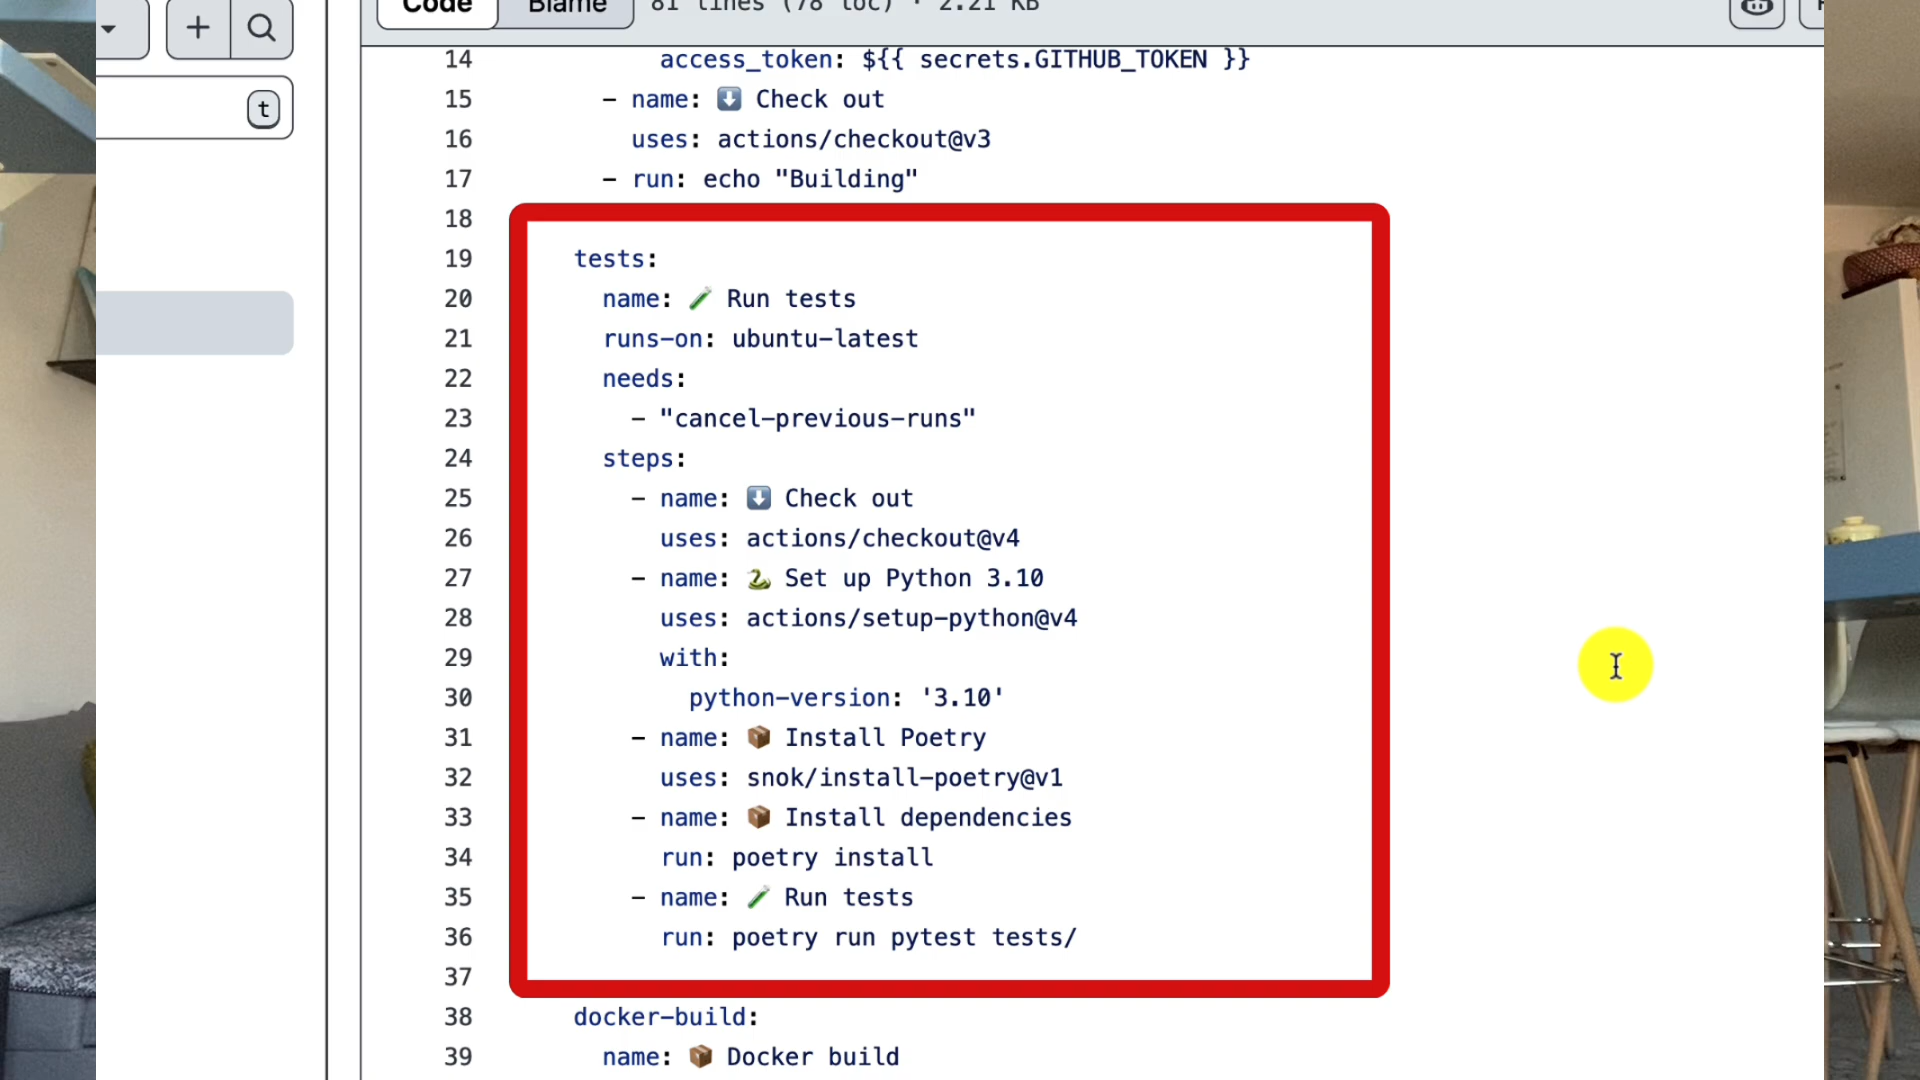 Code Blame 81 lines (78 loc) · 2.21 KB
+
t
14 access_token: ${{ secrets.GITHUB_TOKEN }}
15 - name: ⬇️ Check out
16 uses: actions/checkout@v3
17 - run: echo "Building"
18
19 tests:
20 name: 🧪 Run tests
21 runs-on: ubuntu-latest
22 needs:
23 - "cancel-previous-runs"
24 steps:
25 - name: ⬇️ Check out
26 uses: actions/checkout@v4
27 - name: 🐍 Set up Python 3.10
28 uses: actions/setup-python@v4
29 with:
30 python-version: '3.10'
31 - name: 📦 Install Poetry
32 uses: snok/install-poetry@v1
33 - name: 📦 Install dependencies
34 run: poetry install
35 - name: 🧪 Run tests
36 run: poetry run pytest tests/
37
38 docker-build:
39 name: 📦 Docker build